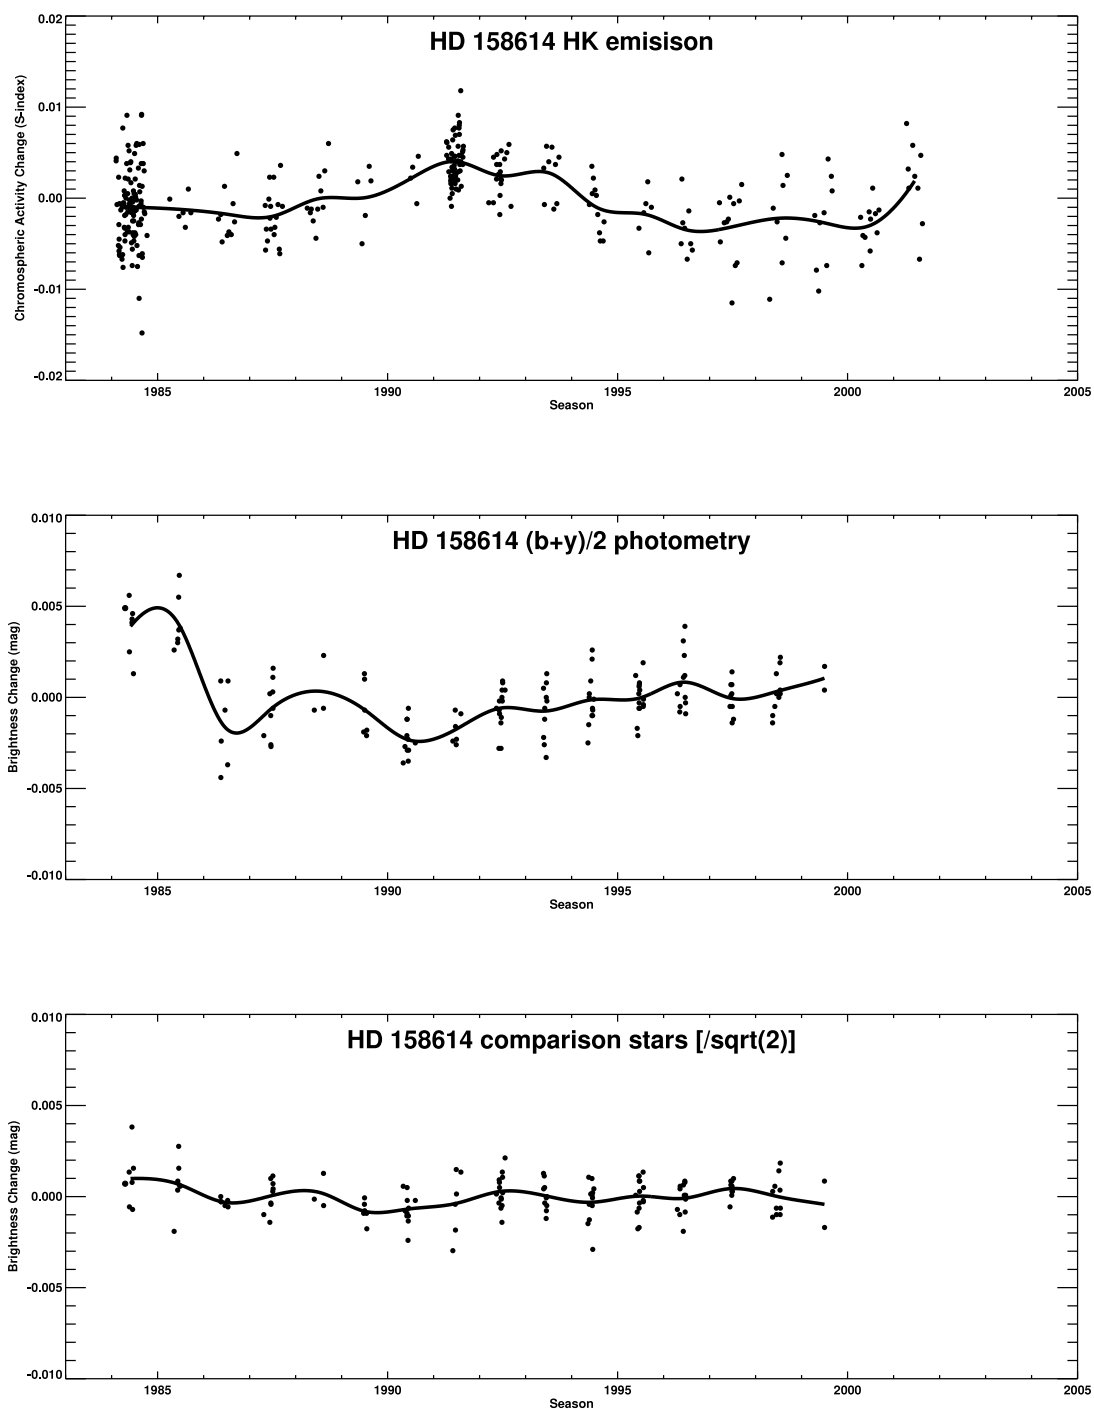 HD 158614 HK emisison
Chromospheric Activity Change (S-index)
0.02
0.01
0.00
-0.01
-0.02
1985 1990 1995 2000 2005
Season
HD 158614 (b+y)/2 photometry
Brightness Change (mag)
0.010
0.005
0.000
-0.005
-0.010
1985 1990 1995 2000 2005
Season
HD 158614 comparison stars [/sqrt(2)]
Brightness Change (mag)
0.010
0.005
0.000
-0.005
-0.010
1985 1990 1995 2000 2005
Season